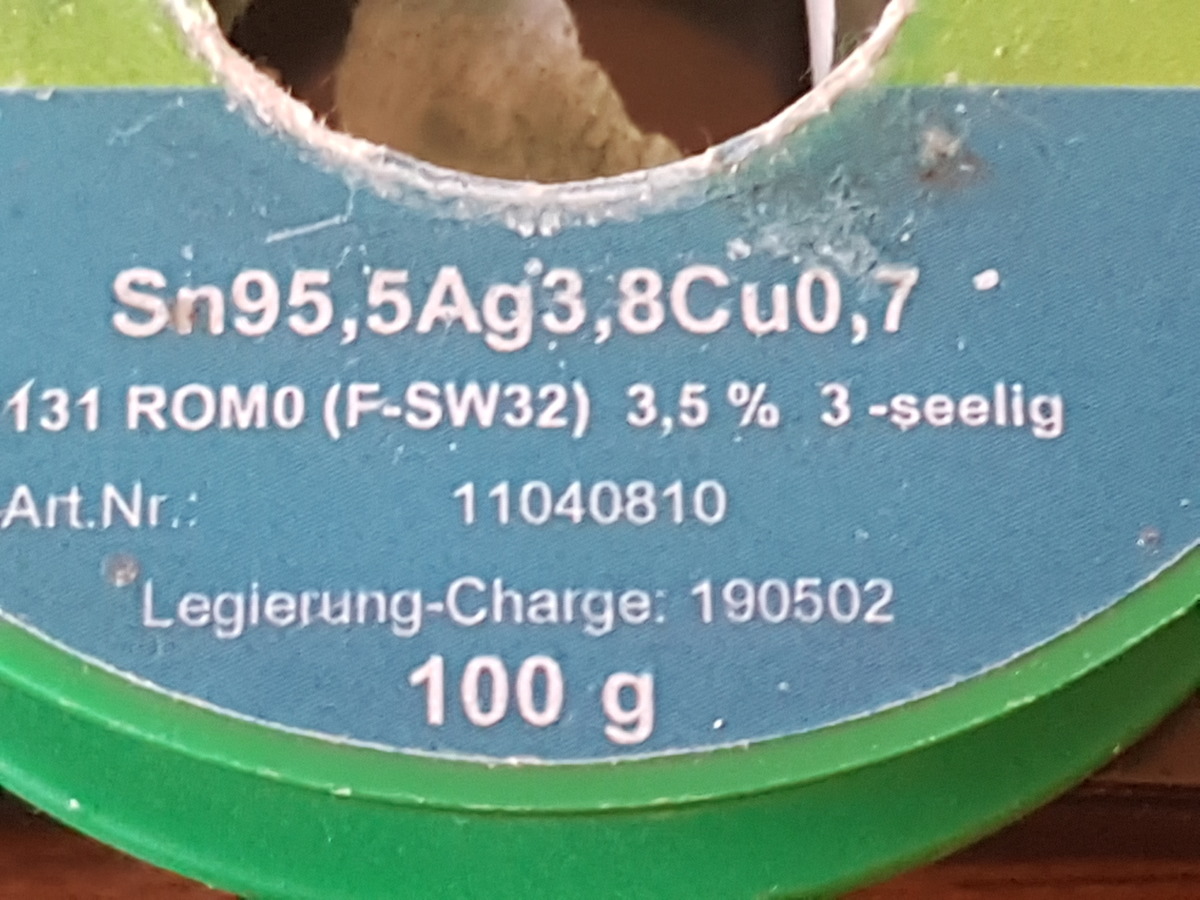 Sn95,5Ag3,8Cu0,7
131 ROM0 (F-SW32) 3,5 % 3 -seelig
Art.Nr.: 11040810
Legierung-Charge: 190502
100 g